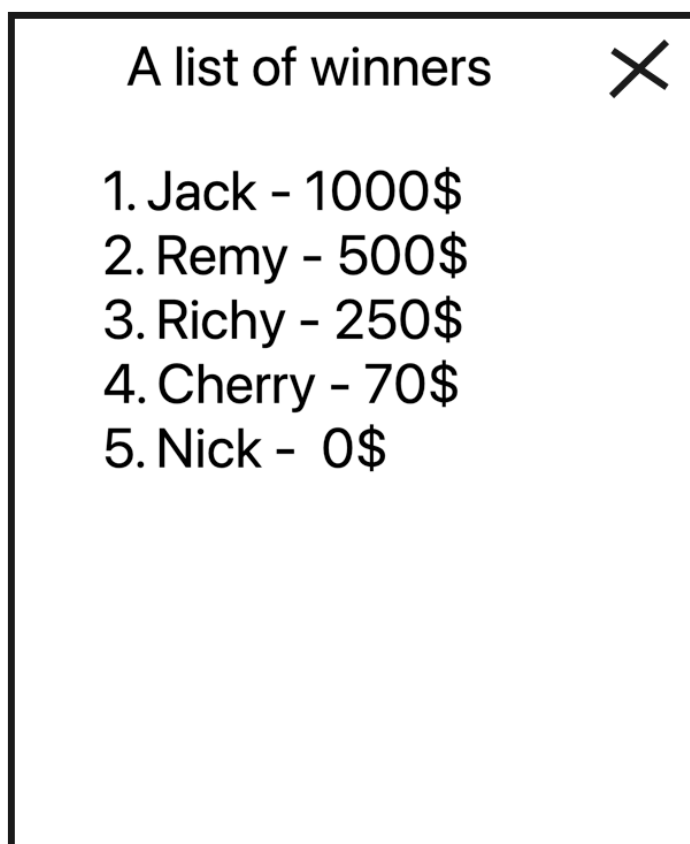 A list of winners
1. Jack - 1000$
2. Remy - 500$
3. Richy - 250$
4. Cherry - 70$
5. Nick -  0$